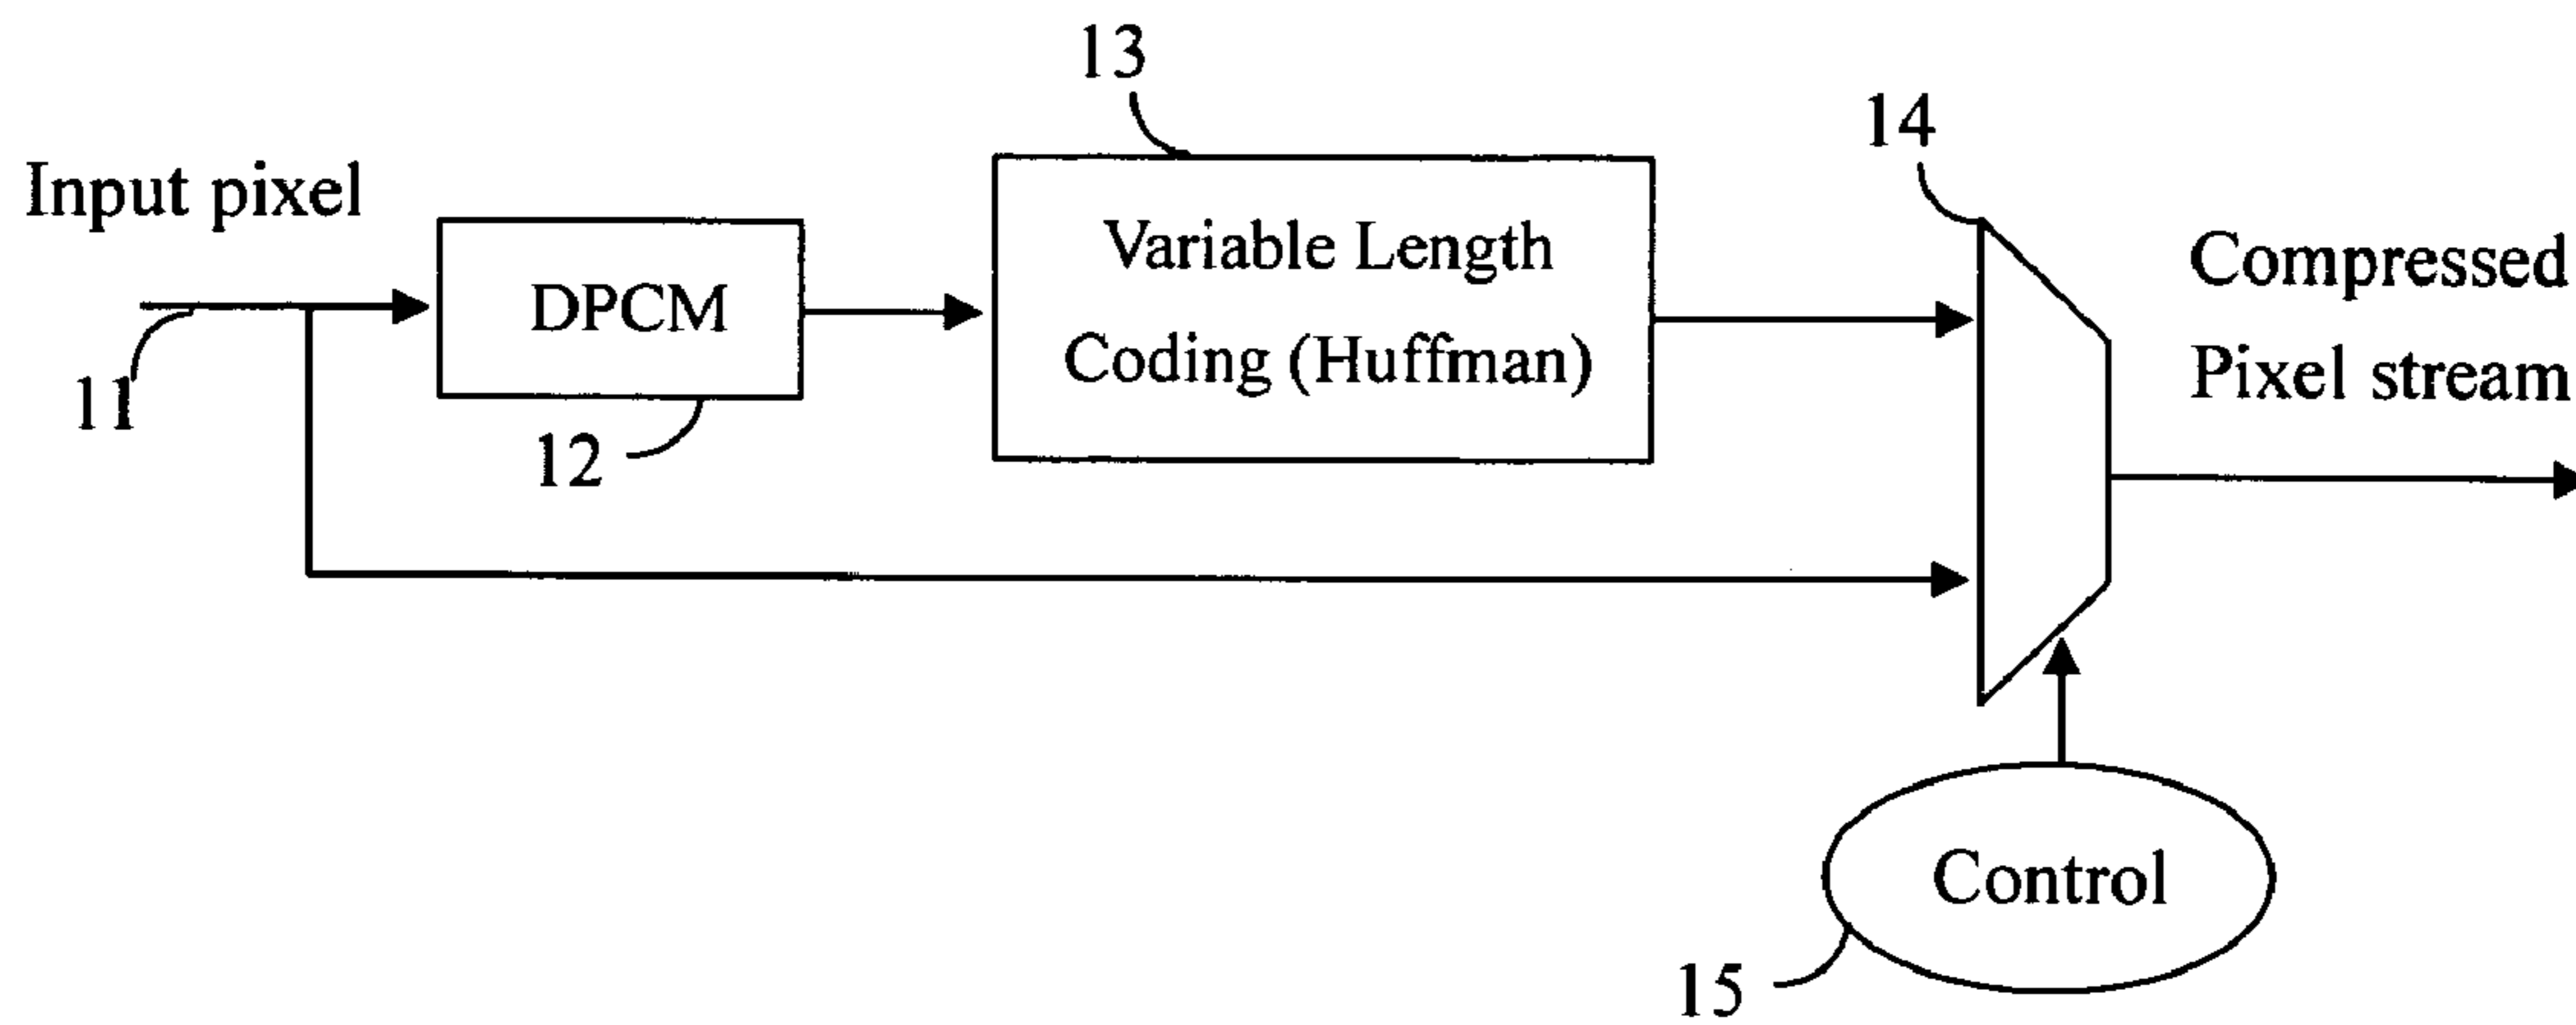 13
14
Input pixel
Variable Length
Coding (Huffman)
Compressed
Pixel stream
DPCM
11
12
Control
15